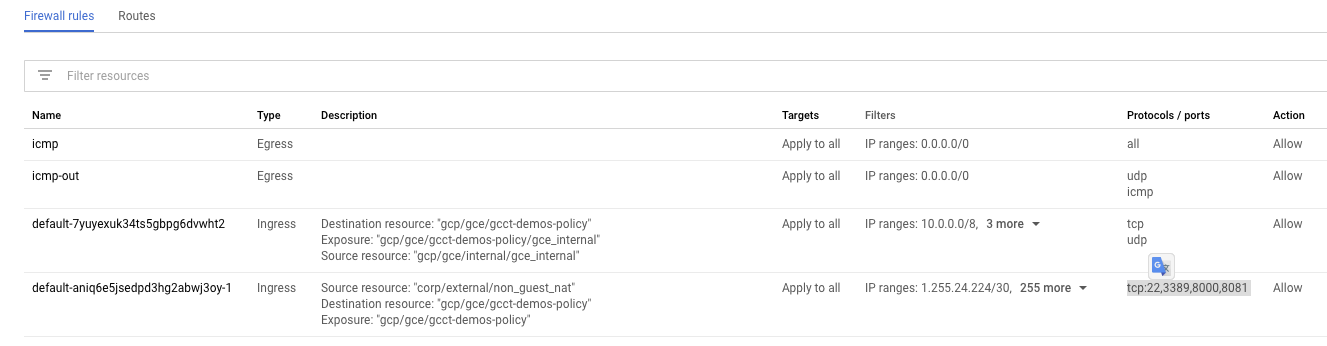 Firewall rules Routes
Filter resources
Name Type Description Targets Filters Protocols / ports Action
icmp Egress Apply to all IP ranges: 0.0.0.0/0 all Allow
icmp-out Egress Apply to all IP ranges: 0.0.0.0/0 udp Allow
icmp
default-7yuyexuk34ts5gbpg6dvwht2 Ingress Destination resource: "gcp/gce/gcct-demos-policy" Apply to all IP ranges: 10.0.0.0/8, 3 more tcp Allow
Exposure: "gcp/gce/gcct-demos-policy/gce_internal" udp
Source resource: "gcp/gce/internal/gce_internal"
G
default-aniq6e5jsedpd3hg2abwj3oy-1 Ingress Source resource: "corp/external/non_guest_nat" Apply to all IP ranges: 1.255.24.224/30, 255 more tcp:22,3389,8000,8081 Allow
Destination resource: "gcp/gce/gcct-demos-policy"
Exposure: "gcp/gce/gcct-demos-policy"